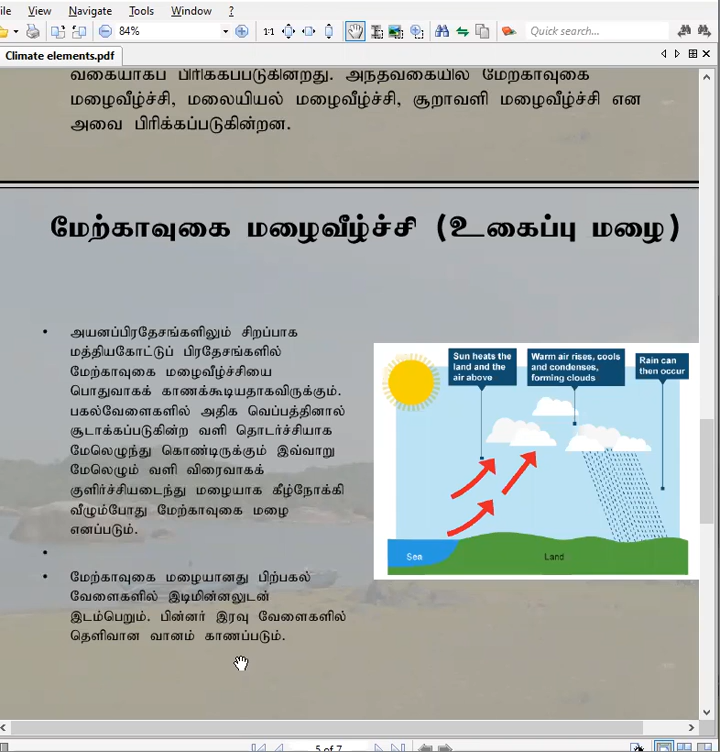 ile View Navigate Tools Window ?
84% 1:1 Quick search...
Climate elements.pdf
வகையாகப் பிரிக்கப்படுகின்றது. அந்தவகையில் மேற்காவுகை
மழைவீழ்ச்சி, மலையியல் மழைவீழ்ச்சி, சூறாவளி மழைவீழ்ச்சி என
அவை பிரிக்கப்படுகின்றன.
மேற்காவுகை மழைவீழ்ச்சி (உகைப்பு மழை)
• அயனப்பிரதேசங்களிலும் சிறப்பாக
மத்தியகோட்டுப் பிரதேசங்களில்
மேற்காவுகை மழைவீழ்ச்சியை
பொதுவாகக் காணக்கூடியதாகவிருக்கும்.
பகல்வேளைகளில் அதிக வெப்பத்தினால்
சூடாக்கப்படுகின்ற வளி தொடர்ச்சியாக
மேலெழுந்து கொண்டிருக்கும் இவ்வாறு
மேலெழும் வளி விரைவாகக்
குளிர்ச்சியடைந்து மழையாக கீழ்நோக்கி
வீழும்போது மேற்காவுகை மழை
எனப்படும்.
•
• மேற்காவுகை மழையானது பிற்பகல்
வேளைகளில் இடிமின்னலுடன்
இடம்பெறும். பின்னர் இரவு வேளைகளில்
தெளிவான வானம் காணப்படும்.
Sun heats the
land and the
air above
Warm air rises, cools
and condenses,
forming clouds
Rain can
then occur
Sea
Land
5 of 7